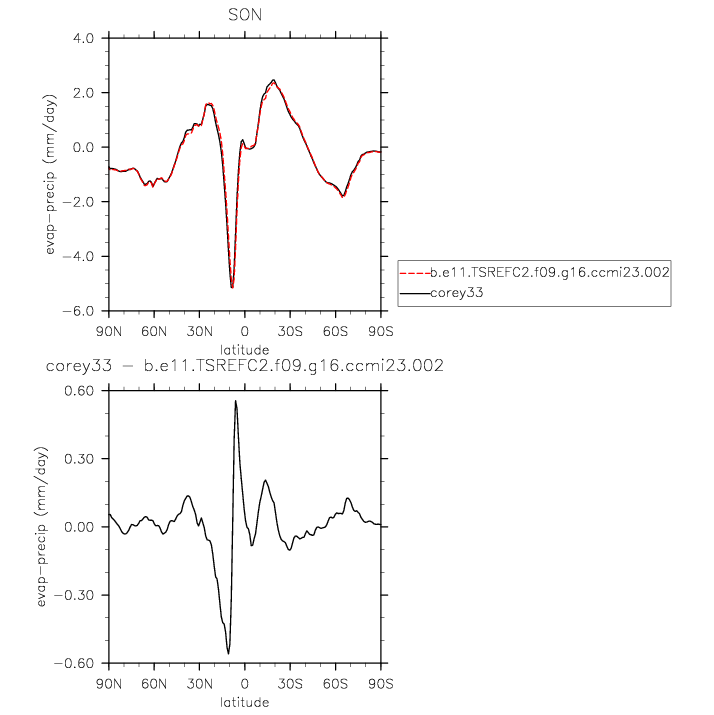 SON
4.0
2.0
0.0
-2.0
-4.0
-6.0
evap-precip (mm/day)
90N 60N 30N 0 30S 60S 90S
latitude
b.e11.TSREFC2.f09.g16.ccmi23.002
corey33
corey33 - b.e11.TSREFC2.f09.g16.ccmi23.002
0.60
0.30
0.00
-0.30
-0.60
evap-precip (mm/day)
90N 60N 30N 0 30S 60S 90S
latitude